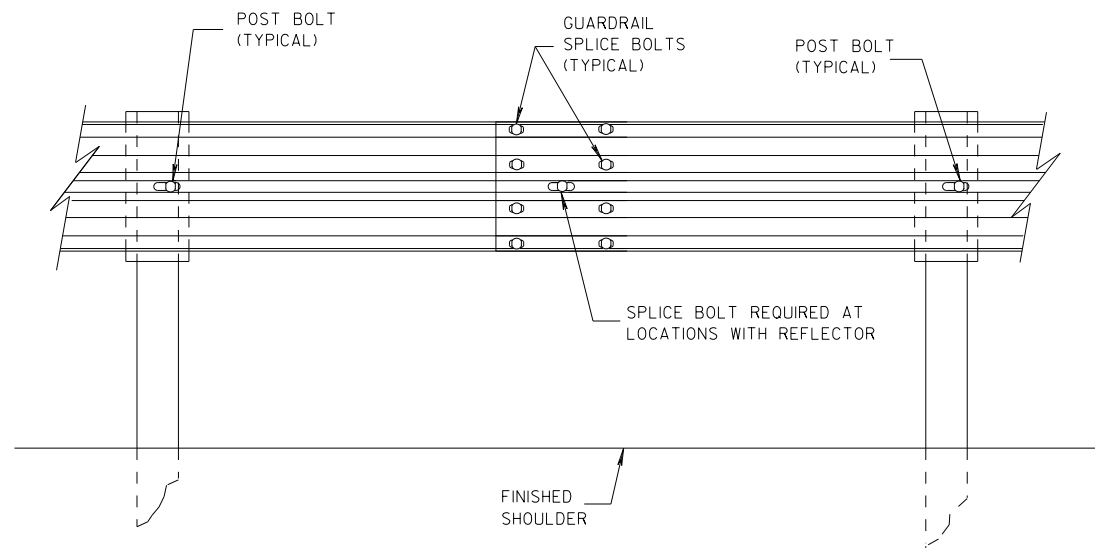 POST BOLT
(TYPICAL)
GUARDRAIL
SPLICE BOLTS
(TYPICAL)
POST BOLT
(TYPICAL)
SPLICE BOLT REQUIRED AT
LOCATIONS WITH REFLECTOR
FINISHED
SHOULDER